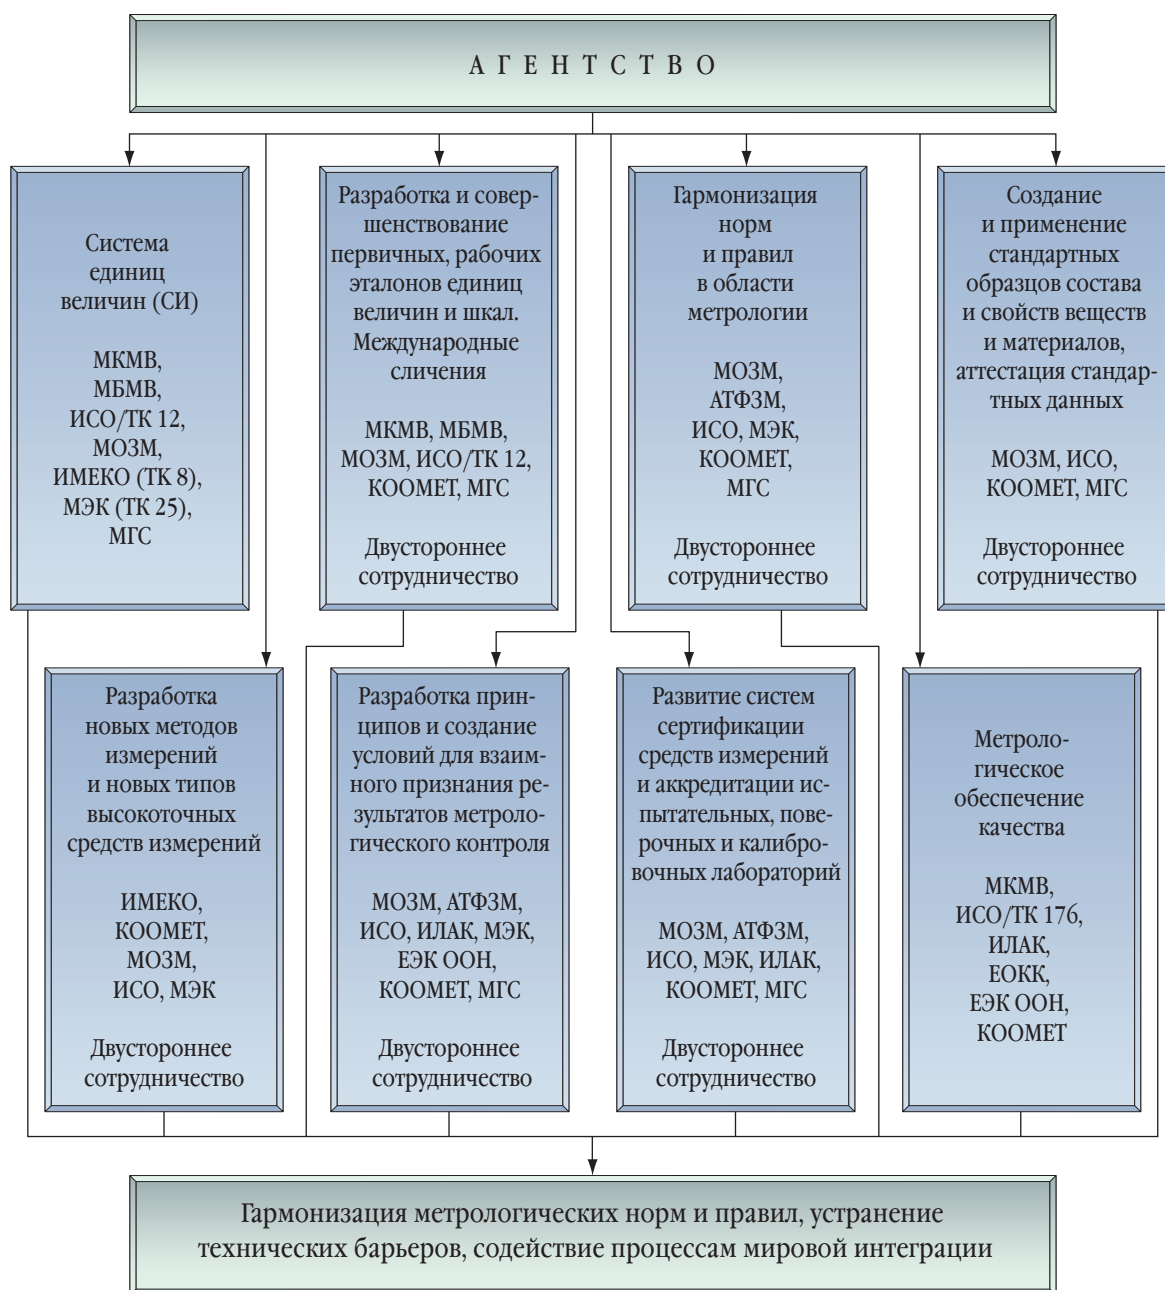 АГЕНТСТВО
Система
единиц
величин (СИ)
МКМВ,
МБМВ,
ИСО/ТК 12,
МОЗМ,
ИМЕКО (ТК 8),
МЭК (ТК 25),
МГС
Разработка и совер-
шенствование
первичных, рабочих
эталонов единиц
величин и шкал.
Международные
сличения
МКМВ, МБМВ,
МОЗМ, ИСО/ТК 12,
КООМЕТ, МГС
Двустороннее
сотрудничество
Гармонизация
норм
и правил
в области
метрологии
МОЗМ,
АТФЗМ,
ИСО, МЭК,
КООМЕТ,
МГС
Двустороннее
сотрудничество
Создание
и применение
стандартных
образцов состава
и свойств веществ
и материалов,
аттестация стандар-
тных данных
МОЗМ, ИСО,
КООМЕТ, МГС
Двустороннее
сотрудничество
Разработка
новых методов
измерений
и новых типов
высокоточных
средств измерений
ИМЕКО,
КООМЕТ,
МОЗМ,
ИСО, МЭК
Двустороннее
сотрудничество
Разработка прин-
ципов и создание
условий для взаим-
ного признания ре-
зультатов метроло-
гического контроля
МОЗМ, АТФЗМ,
ИСО, ИЛАК, МЭК,
ЕЭК ООН,
КООМЕТ, МГС
Двустороннее
сотрудничество
Развитие систем
сертификации
средств измерений
и аккредитации ис-
пытательных, пове-
рочных и калибро-
вочных лабораторий
МОЗМ, АТФЗМ,
ИСО, МЭК, ИЛАК,
КООМЕТ, МГС
Двустороннее
сотрудничество
Метроло-
гическое
обеспечение
качества
МКМВ,
ИСО/ТК 176,
ИЛАК,
ЕОКК,
ЕЭК ООН,
КООМЕТ
Гармонизация метрологических норм и правил, устранение
технических барьеров, содействие процессам мировой интеграции